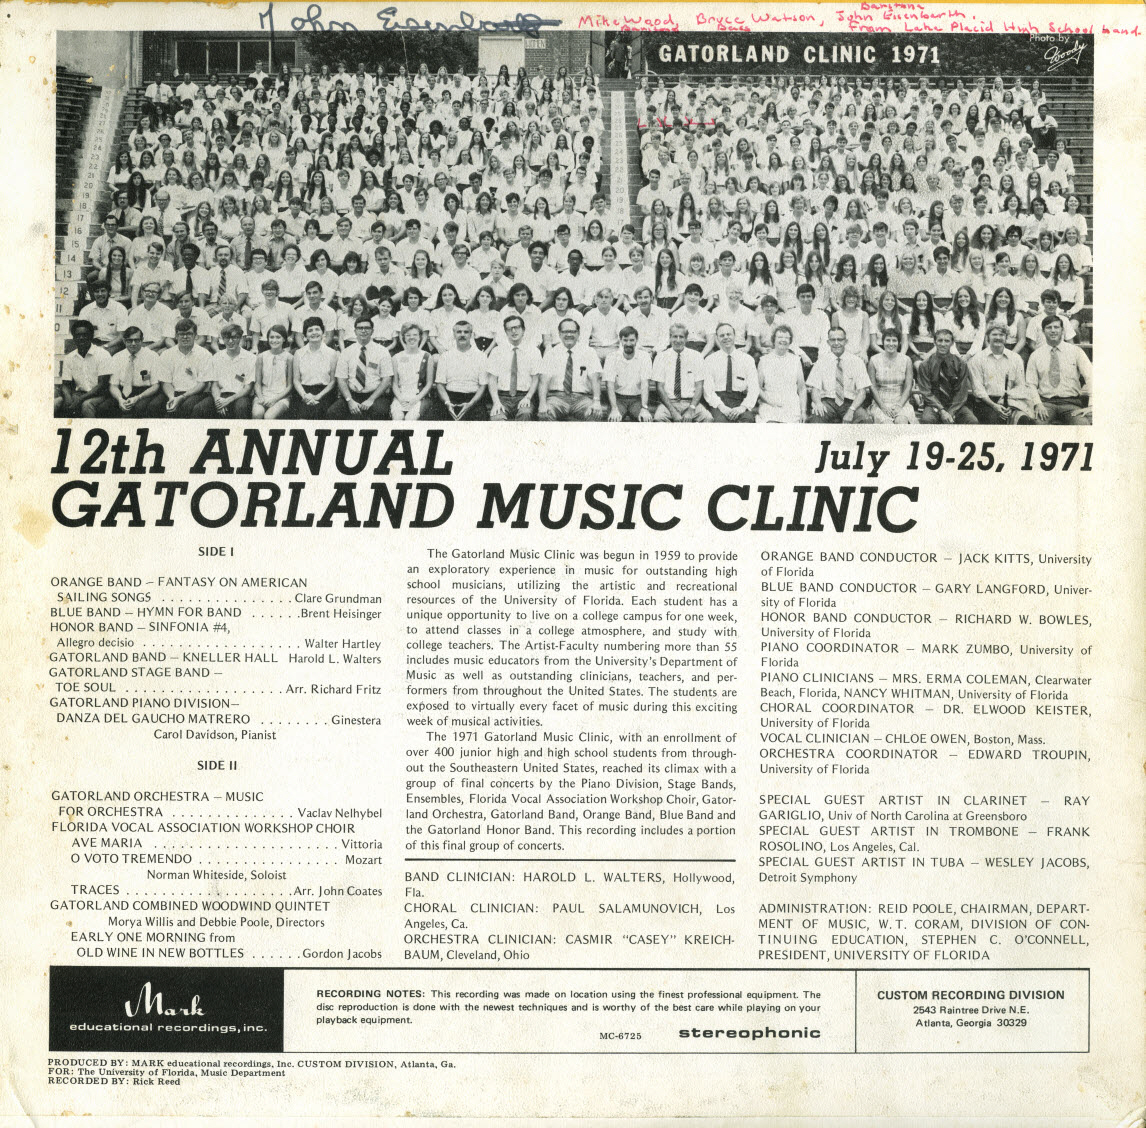 John Eisenbarth
Mike Wood, Bryce Watson, John Eisenbarth.
Baritone
Bass
From Lake Placid High School band.
Photo by
Woody
GATORLAND CLINIC 1971
12th ANNUAL
July 19-25, 1971
GATORLAND MUSIC CLINIC
SIDE I
ORANGE BAND – FANTASY ON AMERICAN
SAILING SONGS . . . . . . . . . . . . . . . Clare Grundman
BLUE BAND – HYMN FOR BAND . . . . . . Brent Heisinger
HONOR BAND – SINFONIA #4,
Allegro decisio . . . . . . . . . . . . . . . . . . Walter Hartley
GATORLAND BAND – KNELLER HALL Harold L. Walters
GATORLAND STAGE BAND –
TOE SOUL . . . . . . . . . . . . . . . . . . Arr. Richard Fritz
GATORLAND PIANO DIVISION–
DANZA DEL GAUCHO MATRERO . . . . . . . . Ginestera
Carol Davidson, Pianist
SIDE II
GATORLAND ORCHESTRA – MUSIC
FOR ORCHESTRA . . . . . . . . . . . . . . Vaclav Nelhybel
FLORIDA VOCAL ASSOCIATION WORKSHOP CHOIR
AVE MARIA . . . . . . . . . . . . . . . . . . . . . Vittoria
O VOTO TREMENDO . . . . . . . . . . . . . . . . Mozart
Norman Whiteside, Soloist
TRACES . . . . . . . . . . . . . . . . . . . Arr. John Coates
GATORLAND COMBINED WOODWIND QUINTET
Morya Willis and Debbie Poole, Directors
EARLY ONE MORNING from
OLD WINE IN NEW BOTTLES . . . . . . Gordon Jacobs
The Gatorland Music Clinic was begun in 1959 to provide
an exploratory experience in music for outstanding high
school musicians, utilizing the artistic and recreational
resources of the University of Florida. Each student has a
unique opportunity to live on a college campus for one week,
to attend classes in a college atmosphere, and study with
college teachers. The Artist-Faculty numbering more than 55
includes music educators from the University's Department of
Music as well as outstanding clinicians, teachers, and per-
formers from throughout the United States. The students are
exposed to virtually every facet of music during this exciting
week of musical activities.
The 1971 Gatorland Music Clinic, with an enrollment of
over 400 junior high and high school students from through-
out the Southeastern United States, reached its climax with a
group of final concerts by the Piano Division, Stage Bands,
Ensembles, Florida Vocal Association Workshop Choir, Gator-
land Orchestra, Gatorland Band, Orange Band, Blue Band and
the Gatorland Honor Band. This recording includes a portion
of this final group of concerts.
BAND CLINICIAN: HAROLD L. WALTERS, Hollywood,
Fla.
CHORAL CLINICIAN: PAUL SALAMUNOVICH, Los
Angeles, Ca.
ORCHESTRA CLINICIAN: CASMIR "CASEY" KREICH-
BAUM, Cleveland, Ohio
ORANGE BAND CONDUCTOR – JACK KITTS, University
of Florida
BLUE BAND CONDUCTOR – GARY LANGFORD, Univer-
sity of Florida
HONOR BAND CONDUCTOR – RICHARD W. BOWLES,
University of Florida
PIANO COORDINATOR – MARK ZUMBO, University of
Florida
PIANO CLINICIANS – MRS. ERMA COLEMAN, Clearwater
Beach, Florida, NANCY WHITMAN, University of Florida
CHORAL COORDINATOR – DR. ELWOOD KEISTER,
University of Florida
VOCAL CLINICIAN – CHLOE OWEN, Boston, Mass.
ORCHESTRA COORDINATOR – EDWARD TROUPIN,
University of Florida
SPECIAL GUEST ARTIST IN CLARINET – RAY
GARIGLIO, Univ of North Carolina at Greensboro
SPECIAL GUEST ARTIST IN TROMBONE – FRANK
ROSOLINO, Los Angeles, Cal.
SPECIAL GUEST ARTIST IN TUBA – WESLEY JACOBS,
Detroit Symphony
ADMINISTRATION: REID POOLE, CHAIRMAN, DEPART-
MENT OF MUSIC, W. T. CORAM, DIVISION OF CON-
TINUING EDUCATION, STEPHEN C. O'CONNELL,
PRESIDENT, UNIVERSITY OF FLORIDA
Mark
educational recordings, inc.
RECORDING NOTES: This recording was made on location using the finest professional equipment. The
disc reproduction is done with the newest techniques and is worthy of the best care while playing on your
playback equipment.
MC-6725
stereophonic
CUSTOM RECORDING DIVISION
2543 Raintree Drive N.E.
Atlanta, Georgia 30329
PRODUCED BY: MARK educational recordings, Inc. CUSTOM DIVISION, Atlanta, Ga.
FOR: The University of Florida, Music Department
RECORDED BY: Rick Reed